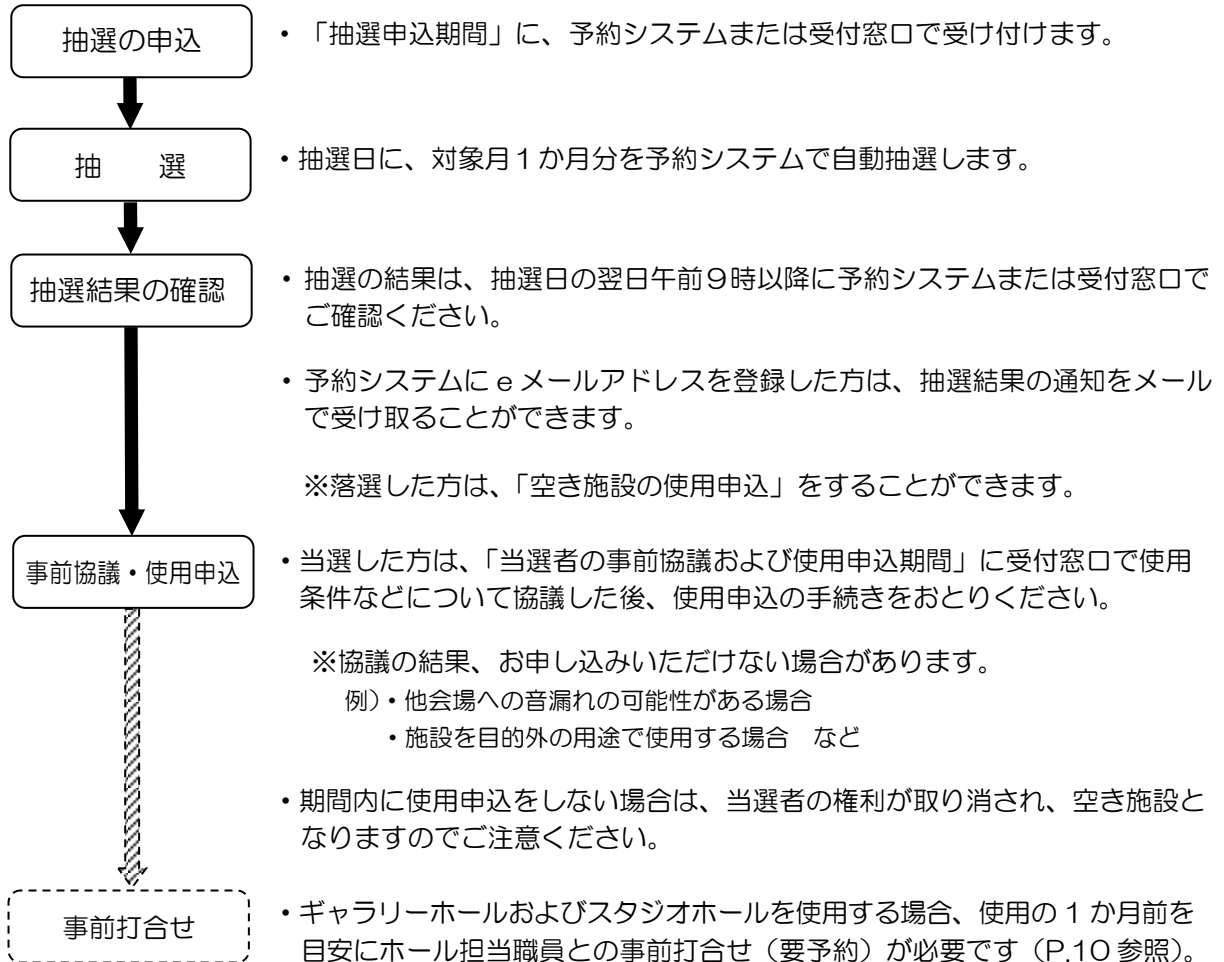 抽選の申込
・「抽選申込期間」に、予約システムまたは受付窓口で受け付けます。
抽　　選
・抽選日に、対象月１か月分を予約システムで自動抽選します。
抽選結果の確認
・抽選の結果は、抽選日の翌日午前９時以降に予約システムまたは受付窓口で
ご確認ください。
・予約システムにｅメールアドレスを登録した方は、抽選結果の通知をメール
で受け取ることができます。
※落選した方は、「空き施設の使用申込」をすることができます。
事前協議・使用申込
・当選した方は、「当選者の事前協議および使用申込期間」に受付窓口で使用
条件などについて協議した後、使用申込の手続きをおとりください。
※協議の結果、お申し込みいただけない場合があります。
例）・他会場への音漏れの可能性がある場合
・施設を目的外の用途で使用する場合　など
・期間内に使用申込をしない場合は、当選者の権利が取り消され、空き施設と
なりますのでご注意ください。
事前打合せ
・ギャラリーホールおよびスタジオホールを使用する場合、使用の１か月前を
目安にホール担当職員との事前打合せ（要予約）が必要です（P.10 参照）。